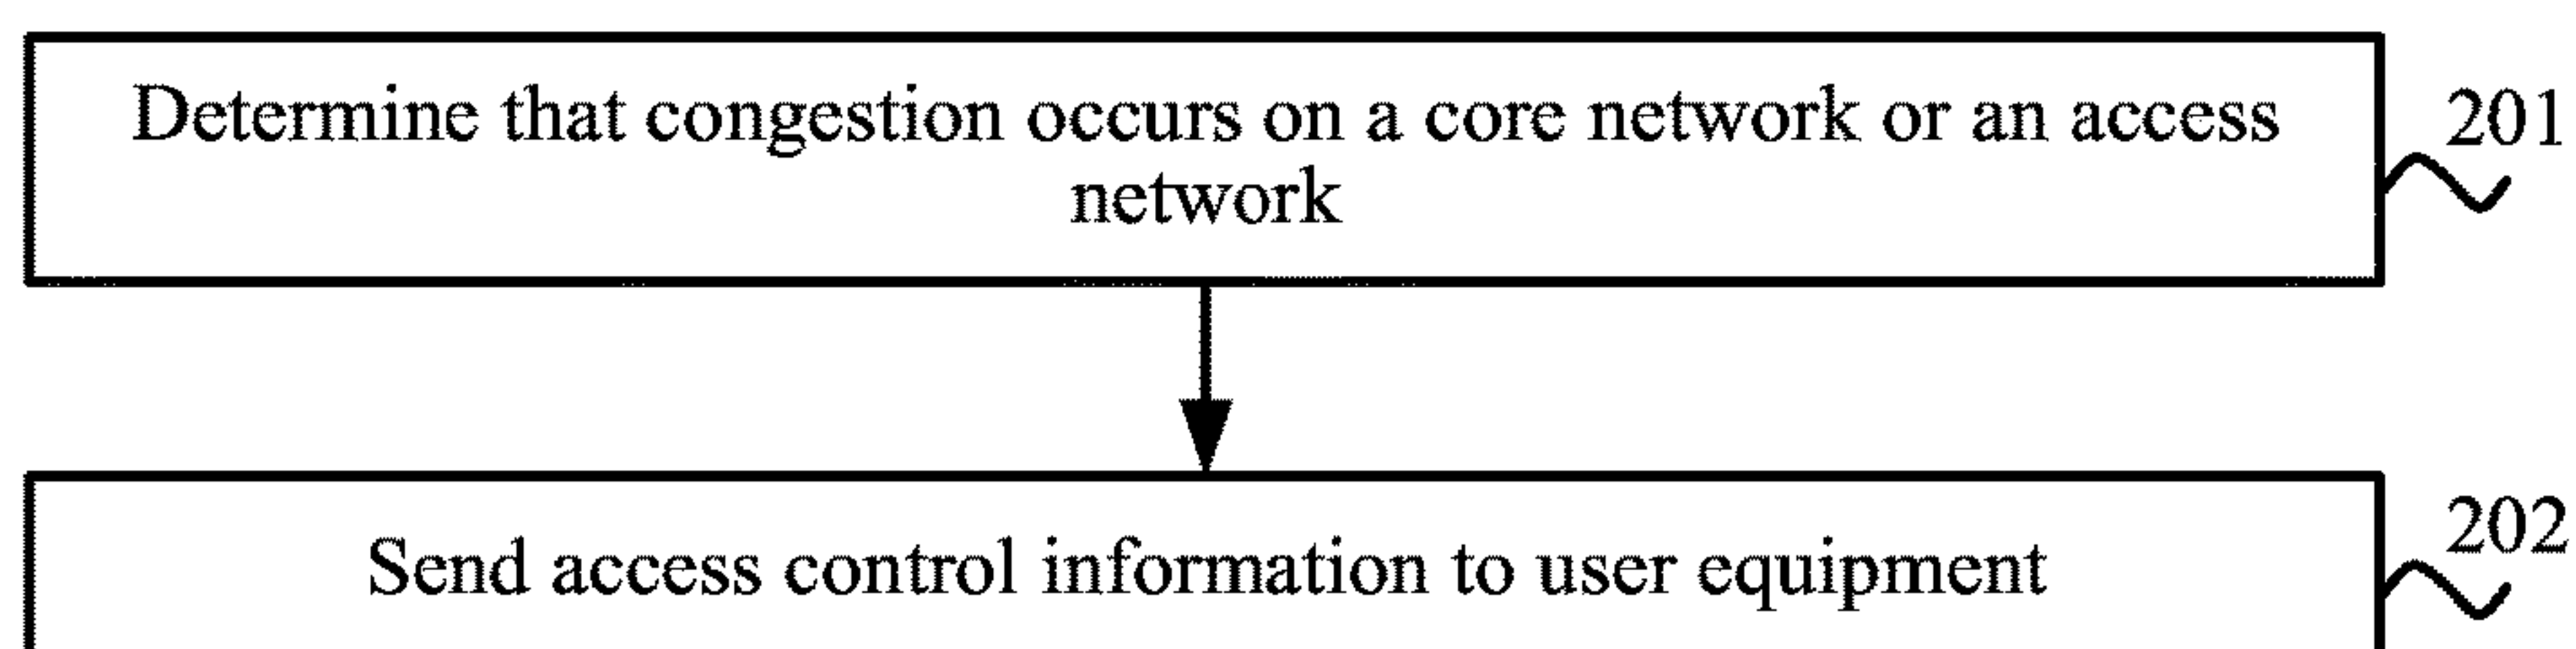 Determine that congestion occurs on a core network or an access
network
201
Send access control information to user equipment
202